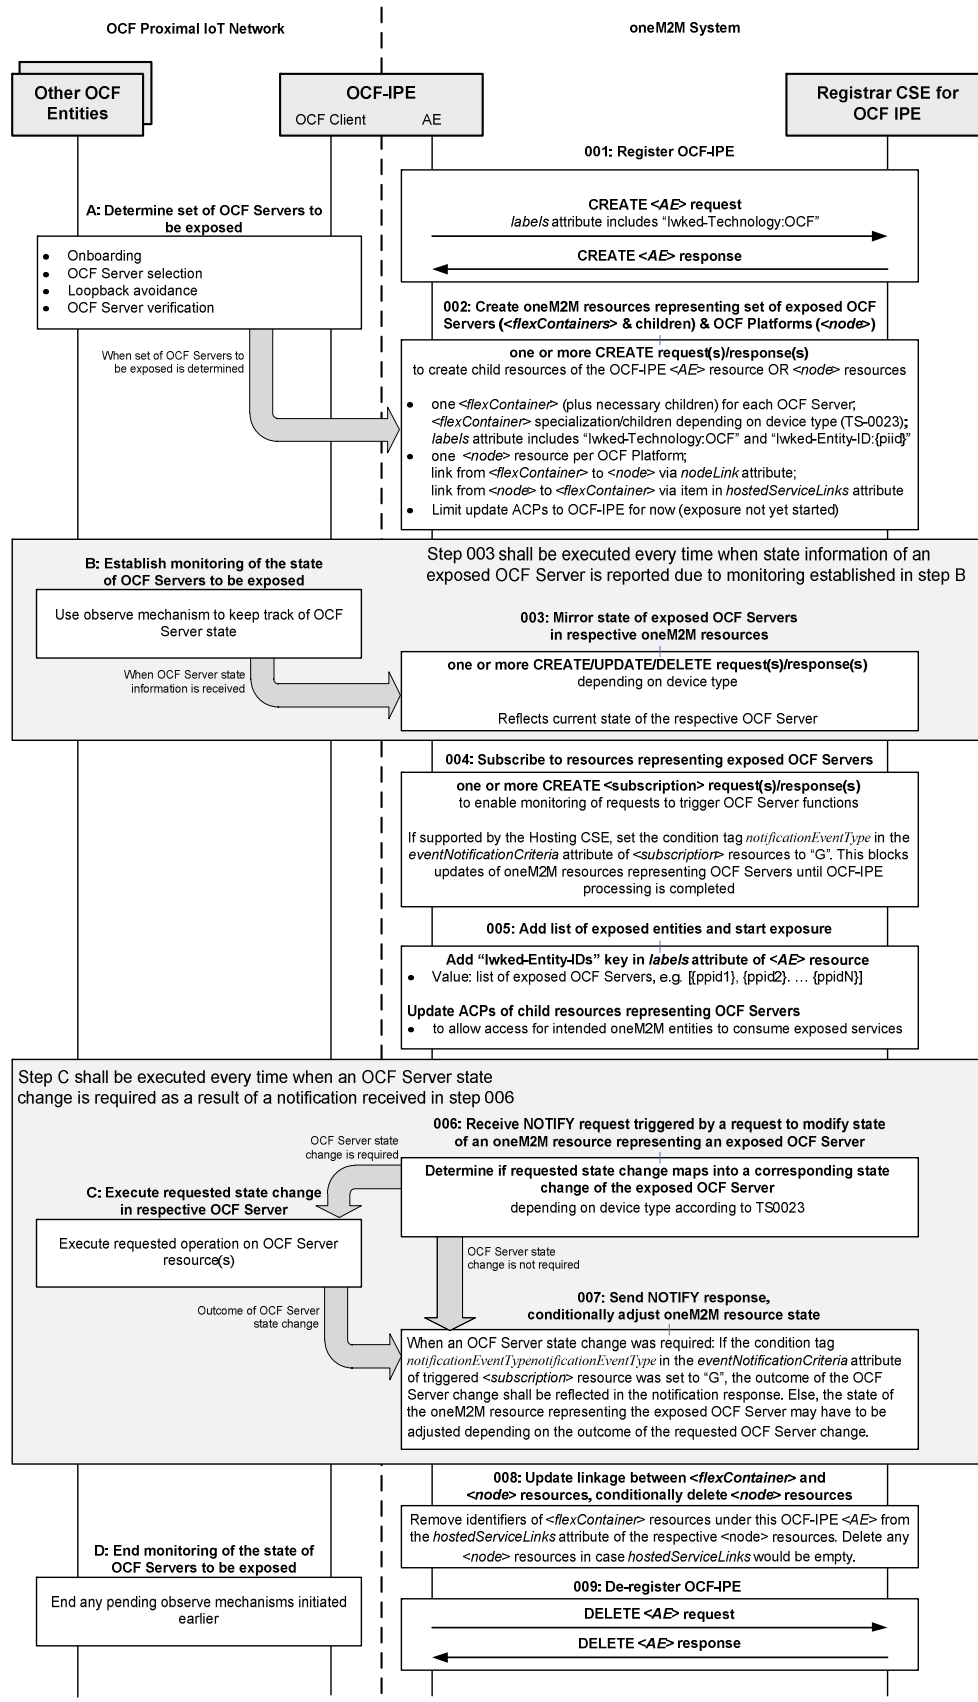 OCF Proximal IoT Network
oneM2M System
Other OCF
Entities
OCF-IPE
OCF Client
AE
Registrar CSE for
OCF IPE
001: Register OCF-IPE
CREATE <AE> request
labels attribute includes “Iwked-Technology:OCF”
CREATE <AE> response
A: Determine set of OCF Servers to
be exposed
• Onboarding
• OCF Server selection
• Loopback avoidance
• OCF Server verification
When set of OCF Servers to
be exposed is determined
002: Create oneM2M resources representing set of exposed OCF
Servers (<flexContainers> & children) & OCF Platforms (<node>)
one or more CREATE request(s)/response(s)
to create child resources of the OCF-IPE <AE> resource OR <node> resources
• one <flexContainer> (plus necessary children) for each OCF Server;
<flexContainer> specialization/children depending on device type (TS-0023);
labels attribute includes “Iwked-Technology:OCF” and “Iwked-Entity-ID:{piid}”
• one <node> resource per OCF Platform;
link from <flexContainer> to <node> via nodeLink attribute;
link from <node> to <flexContainer> via item in hostedServiceLinks attribute
• Limit update ACPs to OCF-IPE for now (exposure not yet started)
B: Establish monitoring of the state
of OCF Servers to be exposed
Use observe mechanism to keep track of OCF
Server state
When OCF Server state
information is received
Step 003 shall be executed every time when state information of an
exposed OCF Server is reported due to monitoring established in step B
003: Mirror state of exposed OCF Servers
in respective oneM2M resources
one or more CREATE/UPDATE/DELETE request(s)/response(s)
depending on device type
Reflects current state of the respective OCF Server
004: Subscribe to resources representing exposed OCF Servers
one or more CREATE <subscription> request(s)/response(s)
to enable monitoring of requests to trigger OCF Server functions
If supported by the Hosting CSE, set the condition tag notificationEventType in the
eventNotificationCriteria attribute of <subscription> resources to “G”. This blocks
updates of oneM2M resources representing OCF Servers until OCF-IPE
processing is completed
005: Add list of exposed entities and start exposure
Add “Iwked-Entity-IDs” key in labels attribute of <AE> resource
• Value: list of exposed OCF Servers, e.g. [{ppid1}, {ppid2}. … {ppidN}]
Update ACPs of child resources representing OCF Servers
• to allow access for intended oneM2M entities to consume exposed services
Step C shall be executed every time when an OCF Server state
change is required as a result of a notification received in step 006
006: Receive NOTIFY request triggered by a request to modify state
of an oneM2M resource representing an exposed OCF Server
OCF Server state
change is required
Determine if requested state change maps into a corresponding state
change of the exposed OCF Server
depending on device type according to TS0023
C: Execute requested state change
in respective OCF Server
Execute requested operation on OCF Server
resource(s)
OCF Server state
change is not required
Outcome of OCF Server
state change
007: Send NOTIFY response,
conditionally adjust oneM2M resource state
When an OCF Server state change was required: If the condition tag
notificationEventTypenotificationEventType in the eventNotificationCriteria attribute
of triggered <subscription> resource was set to “G”, the outcome of the OCF
Server change shall be reflected in the notification response. Else, the state of
the oneM2M resource representing the exposed OCF Server may have to be
adjusted depending on the outcome of the requested OCF Server change.
008: Update linkage between <flexContainer> and
<node> resources, conditionally delete <node> resources
Remove identifiers of <flexContainer> resources under this OCF-IPE <AE> from
the hostedServiceLinks attribute of the respective <node> resources. Delete any
<node> resources in case hostedServiceLinks would be empty.
D: End monitoring of the state of
OCF Servers to be exposed
End any pending observe mechanisms initiated
earlier
009: De-register OCF-IPE
DELETE <AE> request
DELETE <AE> response